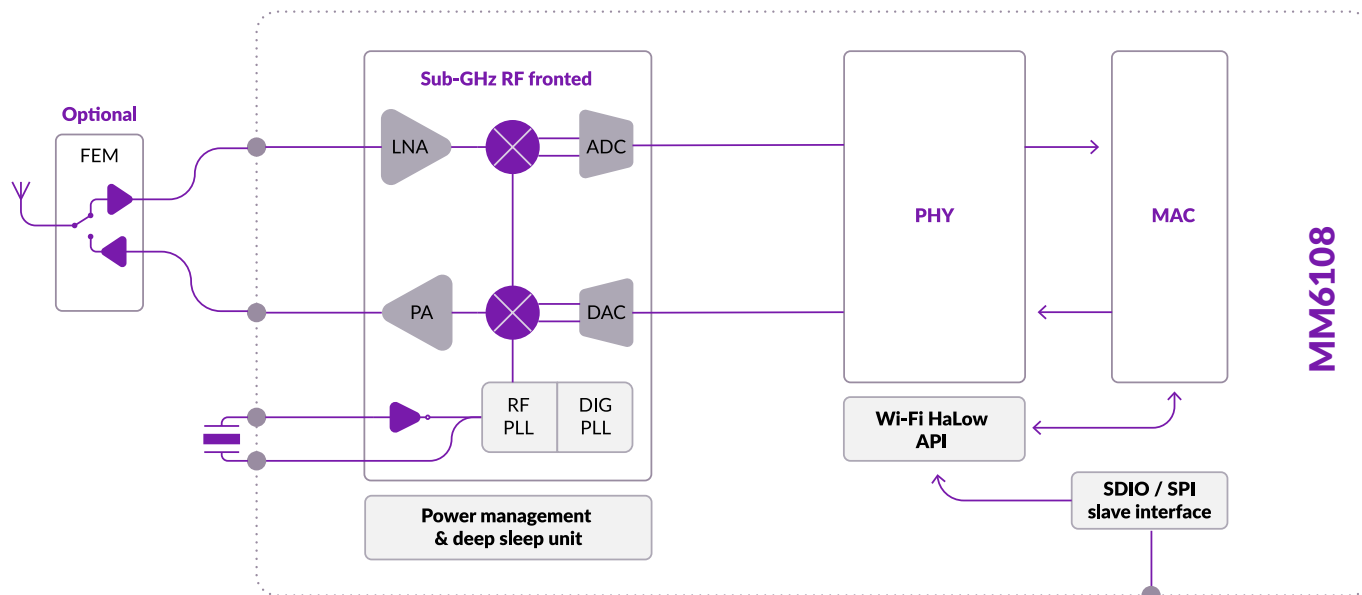 Sub-GHz RF fronted
Optional
FEM
LNA
ADC
PHY
MAC
MM6108
PA
DAC
RF
PLL
DIG
PLL
Wi-Fi HaLow
API
SDIO / SPI
slave interface
Power management
& deep sleep unit